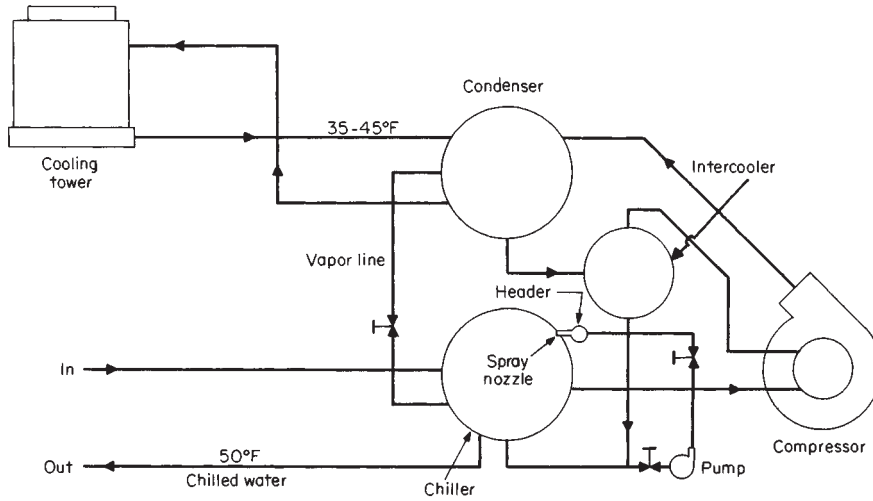 Condenser
35-45°F
Cooling
tower
Intercooler
Vapor line
Header
Spray
nozzle
In
Compressor
50°F
Out
Chilled water
Chiller
Pump